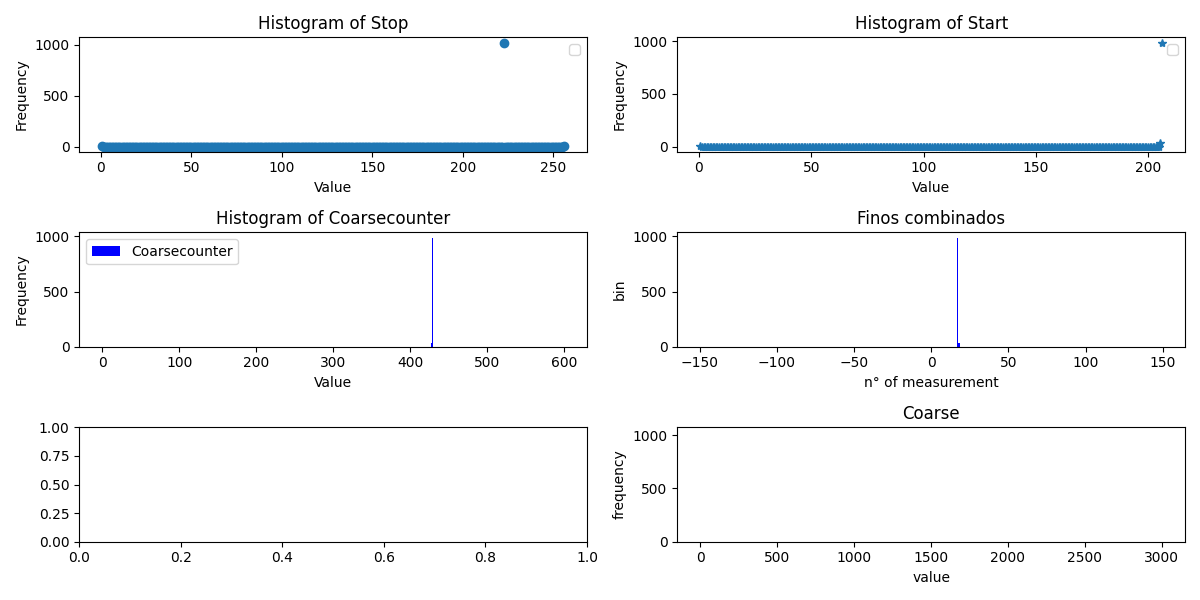 Histogram of Stop
Frequency
1000
500
0
0 50 100 150 200 250
Value
Histogram of Start
Frequency
1000
500
0
0 50 100 150 200
Value
Histogram of Coarsecounter
Frequency
1000
500
0
Coarsecounter
0 100 200 300 400 500 600
Value
Finos combinados
bin
1000
500
0
−150 −100 −50 0 50 100 150
n° of measurement
1.00
0.75
0.50
0.25
0.00
0.0 0.2 0.4 0.6 0.8 1.0
Coarse
frequency
1000
500
0
0 500 1000 1500 2000 2500 3000
value